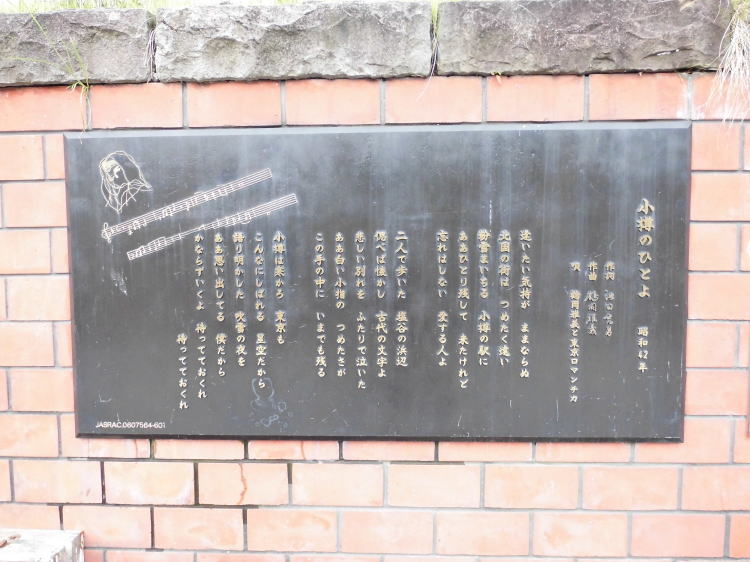 小樽のひとよ 昭和42年
作詞 池田充男
作曲 鶴岡雅義
唄 鶴岡雅義と東京ロマンチカ
逢いたい気持が ままならぬ
北国の街は つめたく遠い
粉雪まいちる 小樽の駅に
ああひとり残して 来たけれど
忘れはしない 愛する人よ
二人で歩いた 塩谷の浜辺
偲べば懐かし 古代の文字よ
悲しい別れを ふたりで泣いた
ああ白い小指の つめたさが
この手の中に いまでも残る
小樽は寒かろ 東京も
こんなにしばれる 星空だから
語り明かした 吹雪の夜を
ああ思い出してる 僕だから
かならずいくよ 待ってておくれ
待ってておくれ
JASRAC.0607564-601